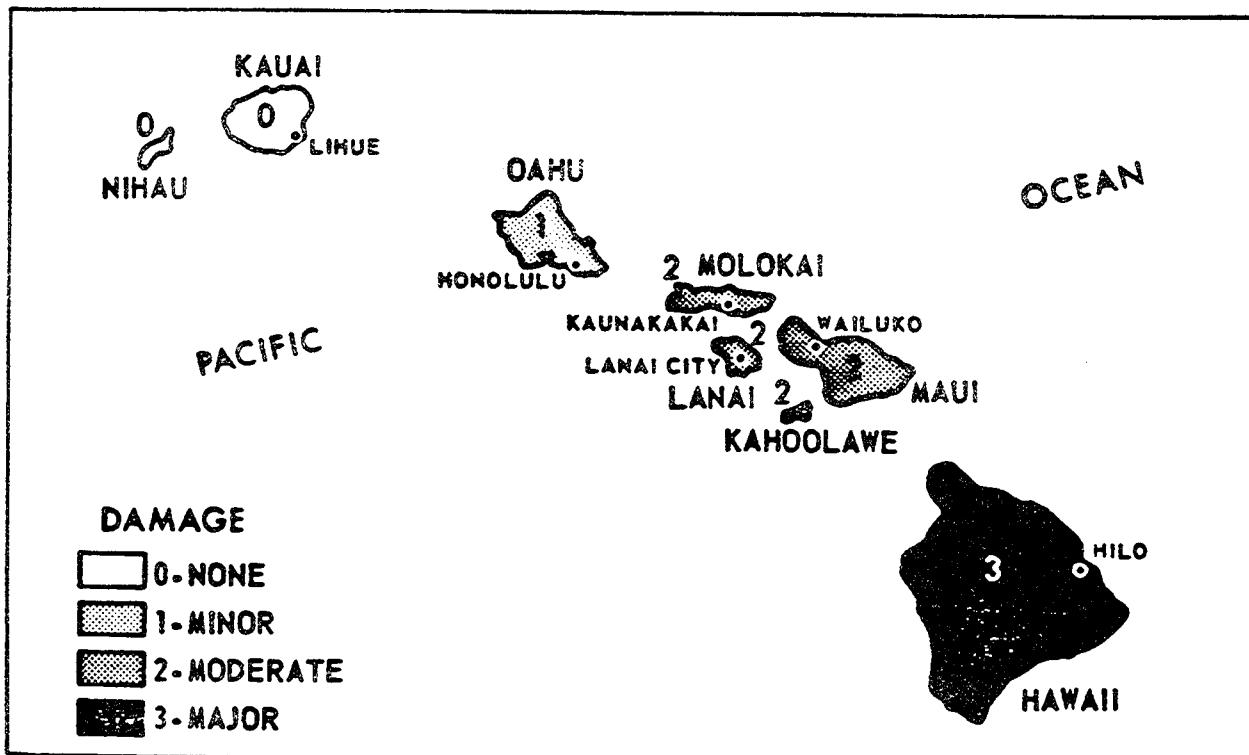 KAUAI
0
0
LIHUE
NIHAU
OAHU
1
HONOLULU
OCEAN
2 MOLOKAI
KAUNAKAKAI
2
WAILUKO
PACIFIC
LANAI CITY
2
LANAI
2
MAUI
KAHOOLAWE
3
HILO
HAWAII
DAMAGE
0-NONE
1-MINOR
2-MODERATE
3-MAJOR